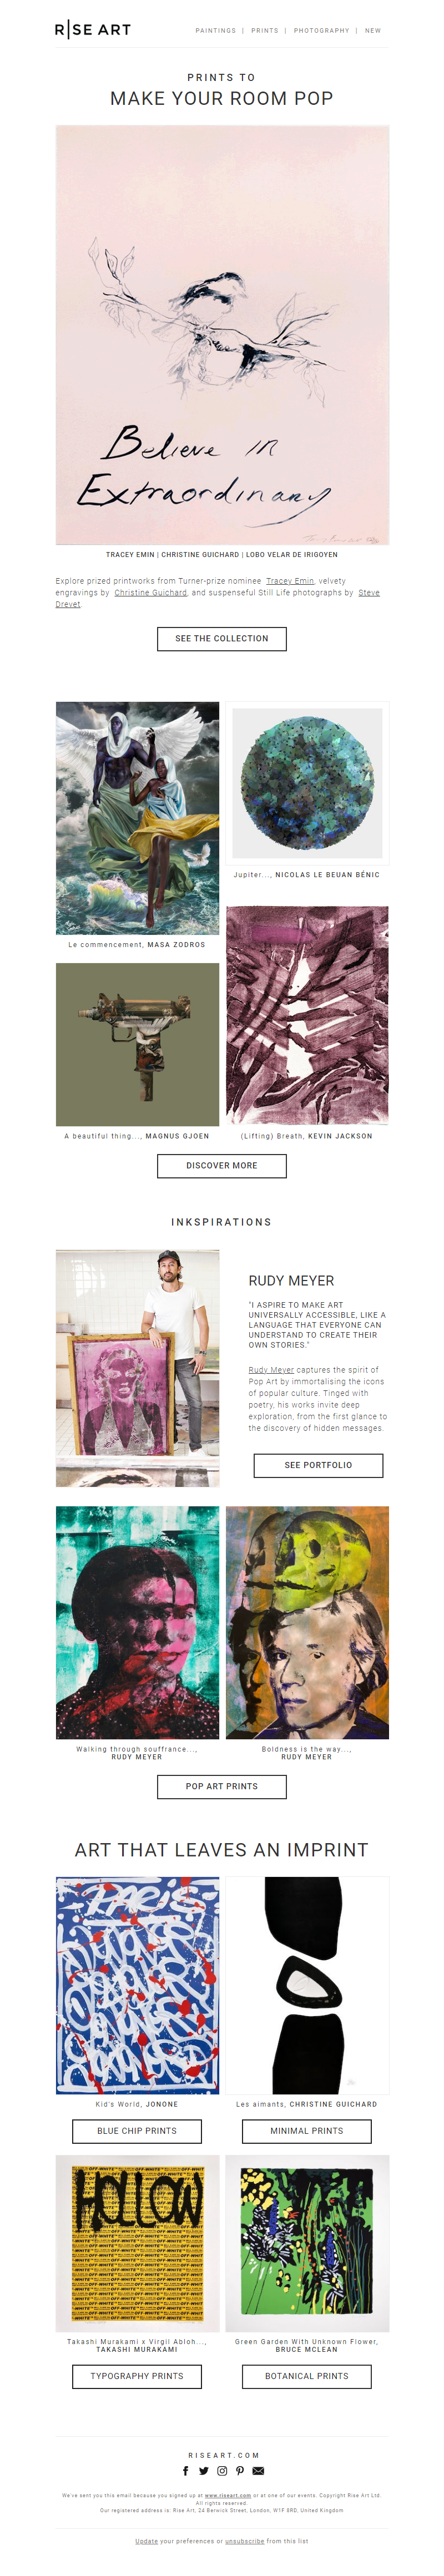 R|SE ART
PAINTINGS | PRINTS | PHOTOGRAPHY | NEW
PRINTS TO
MAKE YOUR ROOM POP
Believe in
Extraordinary
TRACEY EMIN | CHRISTINE GUICHARD | LOBO VELAR DE IRIGOYEN
Explore prized printworks from Turner-prize nominee Tracey Emin, velvety
engravings by Christine Guichard, and suspenseful Still Life photographs by Steve
Drevet.
SEE THE COLLECTION
Jupiter..., NICOLAS LE BEUAN BÉNIC
Le commencement, MASA ZODROS
A beautiful thing..., MAGNUS GJOEN
(Lifting) Breath, KEVIN JACKSON
DISCOVER MORE
INKSPIRATIONS
RUDY MEYER
"I ASPIRE TO MAKE ART
UNIVERSALLY ACCESSIBLE, LIKE A
LANGUAGE THAT EVERYONE CAN
UNDERSTAND TO CREATE THEIR
OWN STORIES."
Rudy Meyer captures the spirit of
Pop Art by immortalising the icons
of popular culture. Tinged with
poetry, his works invite deep
exploration, from the first glance to
the discovery of hidden messages.
SEE PORTFOLIO
Walking through souffrance...,
RUDY MEYER
Boldness is the way...,
RUDY MEYER
POP ART PRINTS
ART THAT LEAVES AN IMPRINT
Kid's World, JONONE
Les aimants, CHRISTINE GUICHARD
BLUE CHIP PRINTS
MINIMAL PRINTS
HOLLOW
Takashi Murakami x Virgil Abloh...,
TAKASHI MURAKAMI
Green Garden With Unknown Flower,
BRUCE MCLEAN
TYPOGRAPHY PRINTS
BOTANICAL PRINTS
RISEART.COM
We've sent you this email because you signed up at www.riseart.com or at one of our events. Copyright Rise Art Ltd.
All rights reserved.
Our registered address is: Rise Art, 24 Berwick Street, London, W1F 8RD, United Kingdom
Update your preferences or unsubscribe from this list